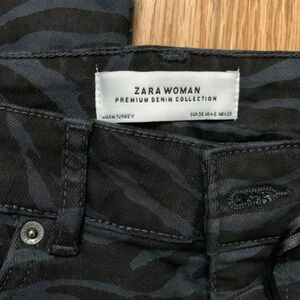 ZARA WOMAN
PREMIUM DENIM COLLECTION
MADE IN TURKEY